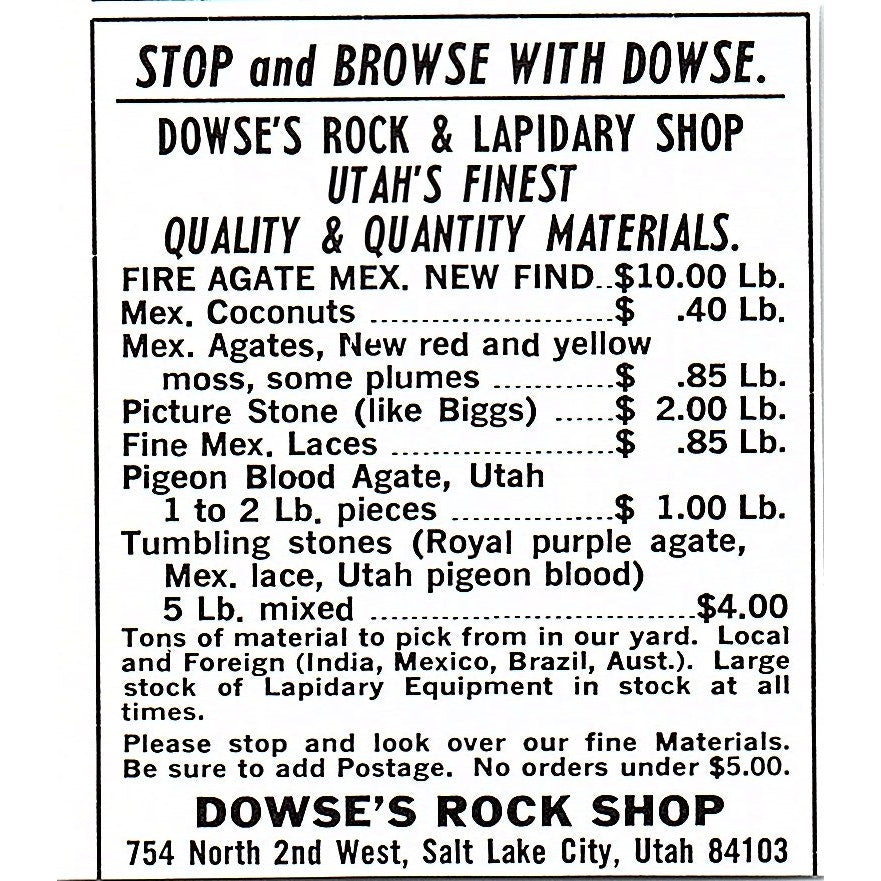 STOP and BROWSE WITH DOWSE.
DOWSE'S ROCK & LAPIDARY SHOP
UTAH'S FINEST
QUALITY & QUANTITY MATERIALS.
FIRE AGATE MEX. NEW FIND..$10.00 Lb.
Mex. Coconuts ........................$ .40 Lb.
Mex. Agates, New red and yellow
moss, some plumes ............$ .85 Lb.
Picture Stone (like Biggs) ......$ 2.00 Lb.
Fine Mex. Laces ......................$ .85 Lb.
Pigeon Blood Agate, Utah
1 to 2 Lb. pieces ................$ 1.00 Lb.
Tumbling stones (Royal purple agate,
Mex. lace, Utah pigeon blood)
5 Lb. mixed ................................$4.00
Tons of material to pick from in our yard. Local
and Foreign (India, Mexico, Brazil, Aust.). Large
stock of Lapidary Equipment in stock at all
times.
Please stop and look over our fine Materials.
Be sure to add Postage. No orders under $5.00.
DOWSE'S ROCK SHOP
754 North 2nd West, Salt Lake City, Utah 84103